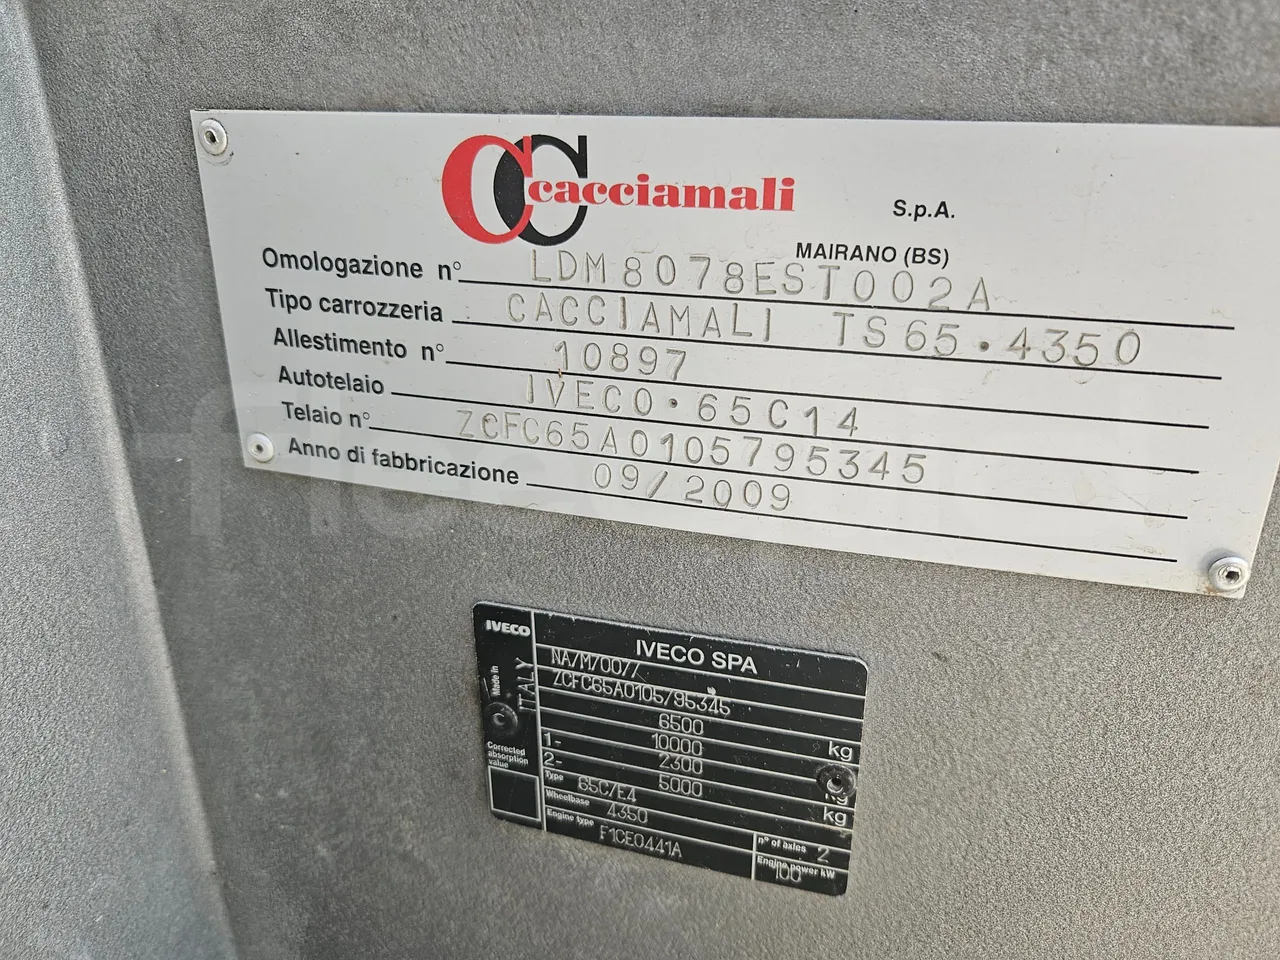 CC cacciamali S.p.A.
MAIRANO (BS)
Omologazione n° LDM8078EST002A
Tipo carrozzeria CACCIAMALI TS65·4350
Allestimento n° 10897
Autotelaio IVECO·65C14
Telaio n° ZCFC65A0105795345
Anno di fabbricazione 09/2009
IVECO
IVECO SPA
Made in ITALY
NA/M/007/
ZCFC65A0105795345
6500 kg
10000 kg
1- 2300 kg
2- 5000 kg
Corrected absorption value
Type 65C/E4
Wheelbase 4350
Engine type F1CE0441A
n° of axles 2
Engine power kW 100